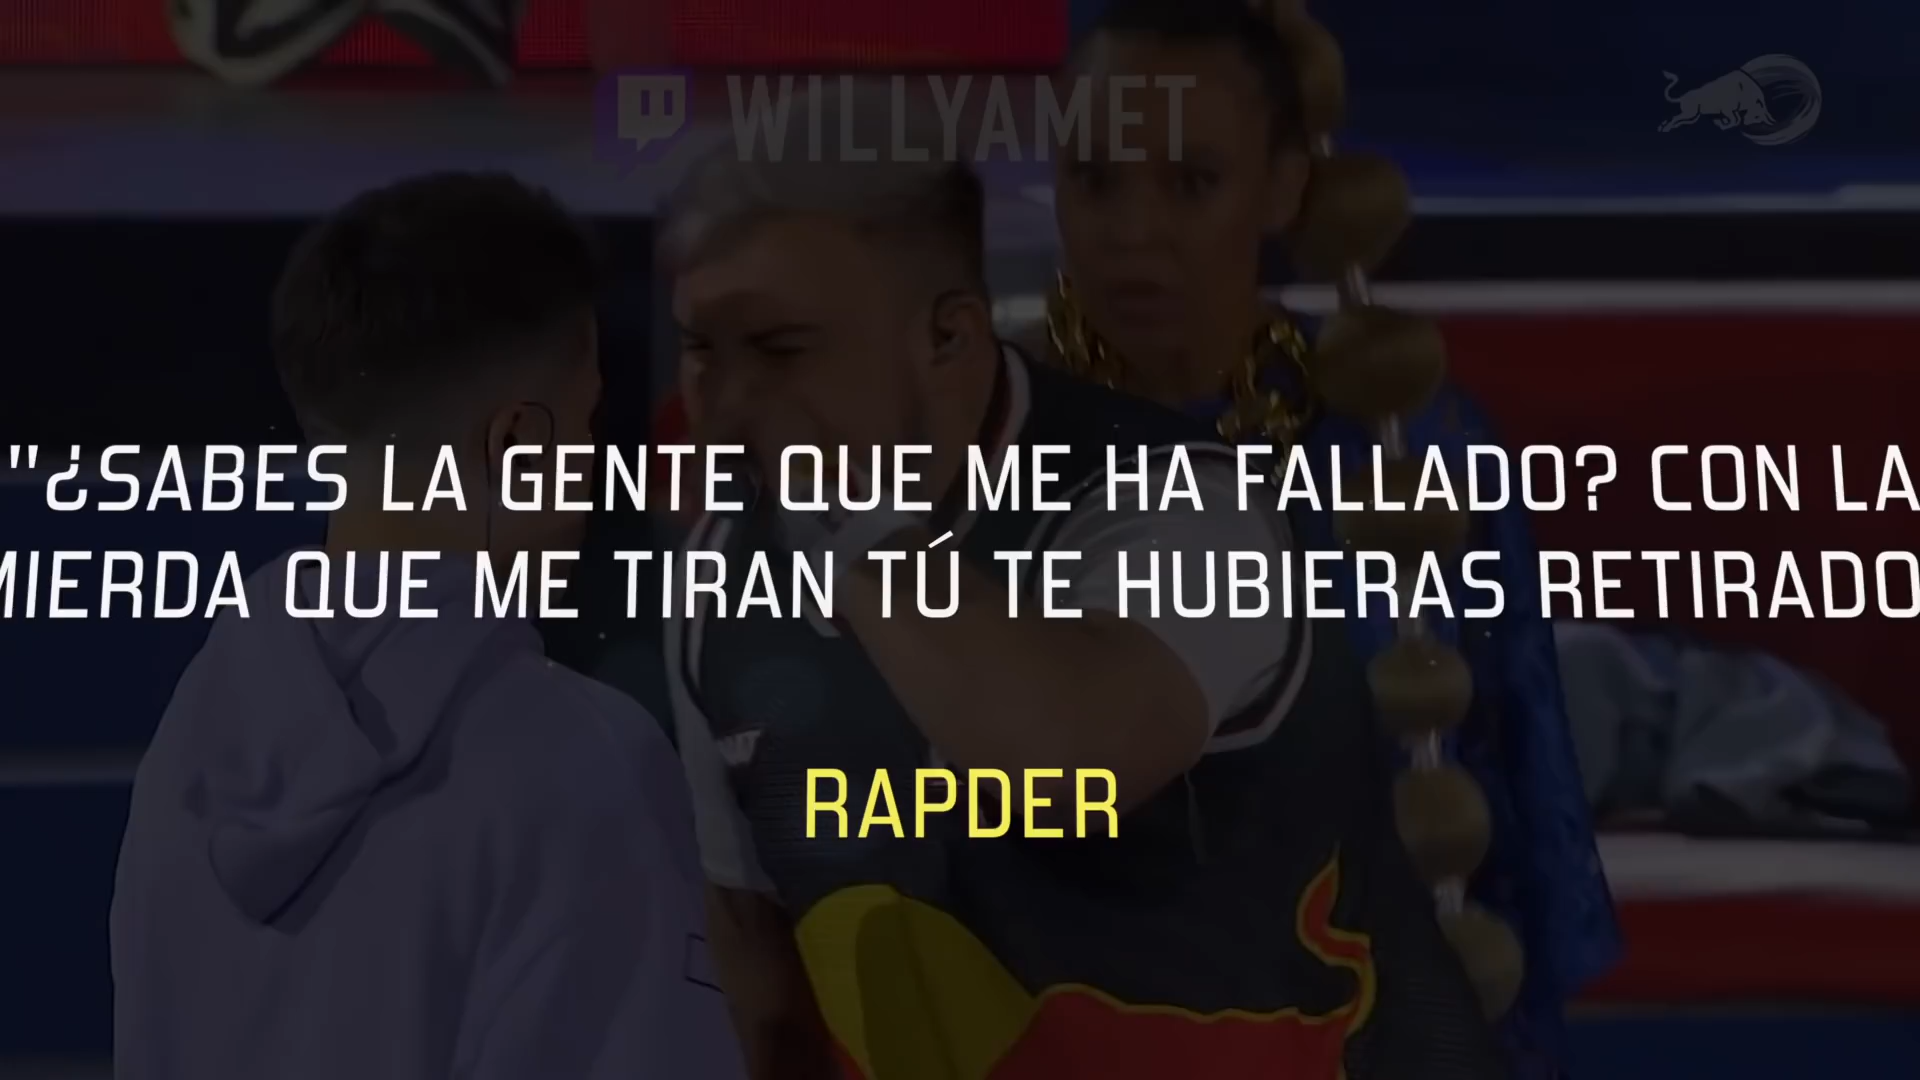 WILLYAMET
"¿SABES LA GENTE QUE ME HA FALLADO? CON LA
MIERDA QUE ME TIRAN TÚ TE HUBIERAS RETIRADO
RAPDER